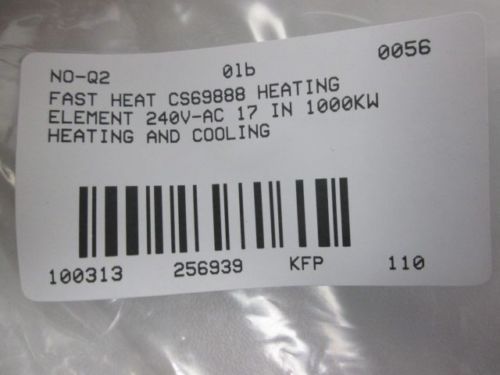 NO-Q2 0lb 0056
FAST HEAT CS69888 HEATING
ELEMENT 240V-AC 17 IN 1000KW
HEATING AND COOLING
100313 256939 KFP 110